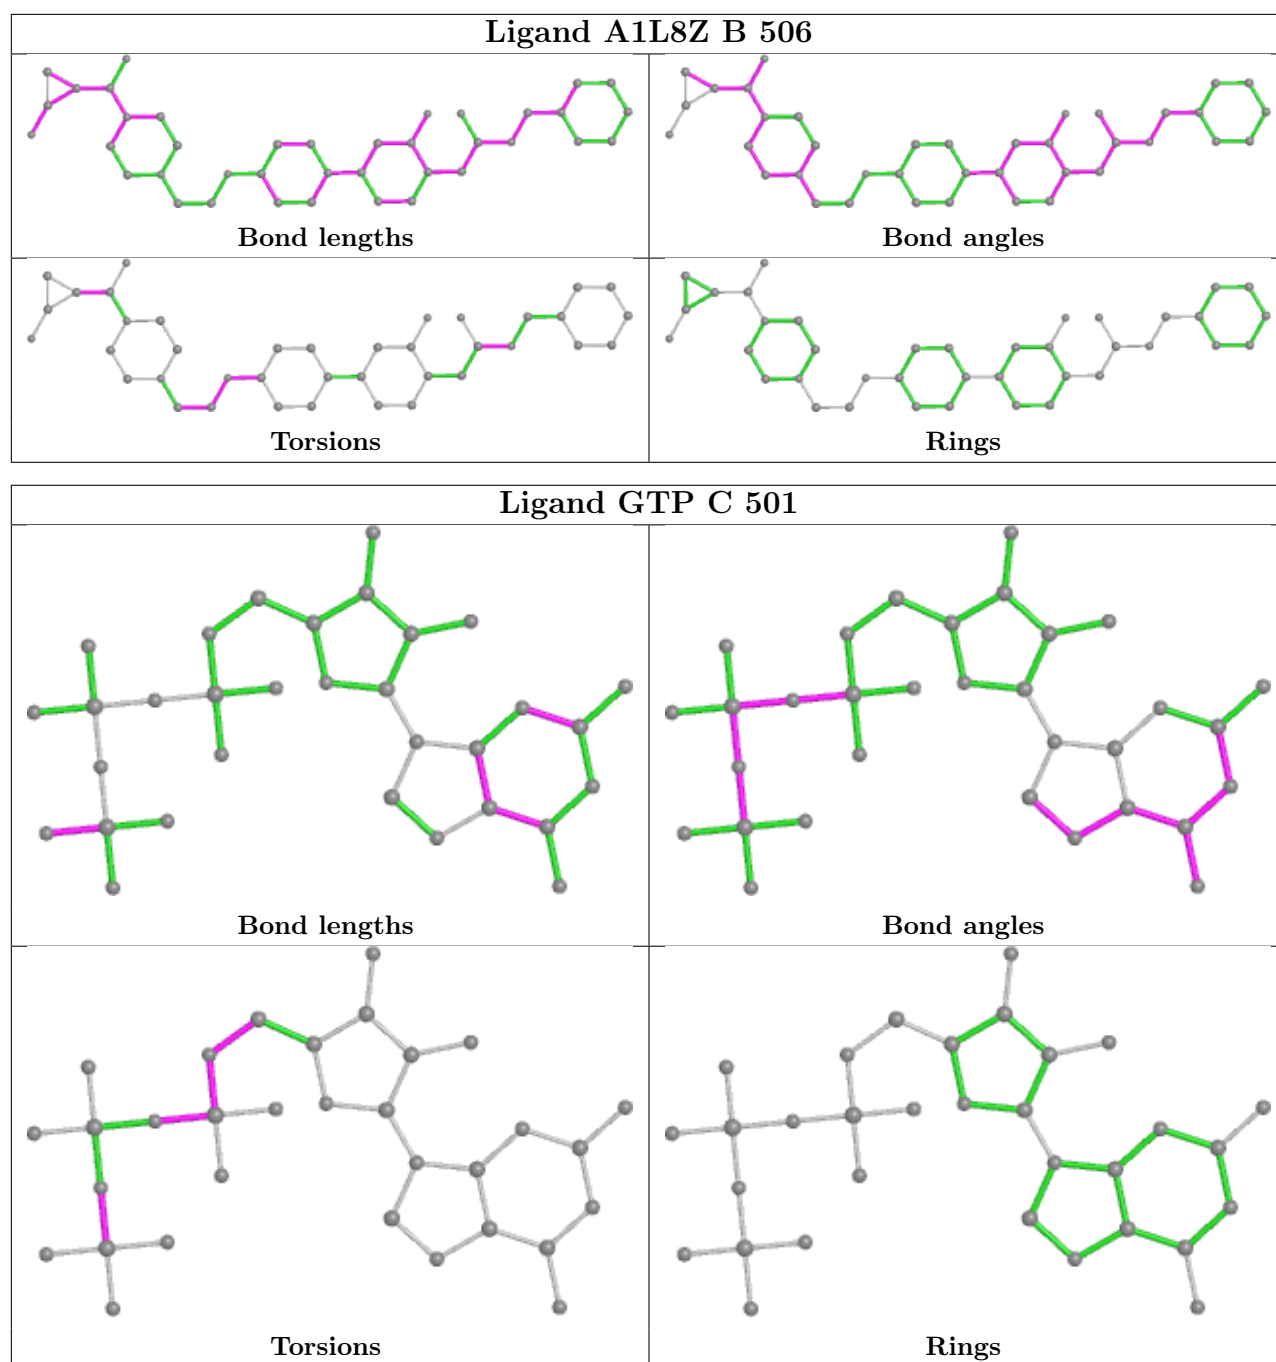 Ligand A1L8Z B 506
Bond lengths
Bond angles
Torsions
Rings
Ligand GTP C 501
Bond lengths
Bond angles
Torsions
Rings